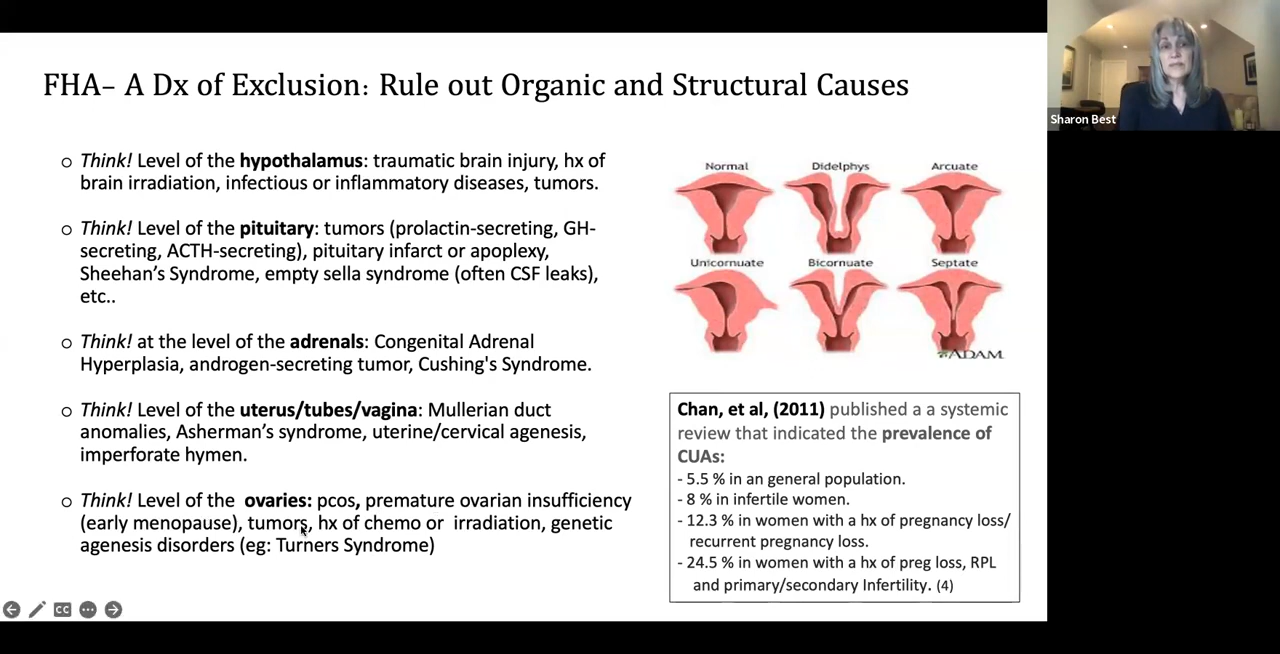 FHA– A Dx of Exclusion: Rule out Organic and Structural Causes
o Think! Level of the hypothalamus: traumatic brain injury, hx of
brain irradiation, infectious or inflammatory diseases, tumors.
o Think! Level of the pituitary: tumors (prolactin-secreting, GH-
secreting, ACTH-secreting), pituitary infarct or apoplexy,
Sheehan's Syndrome, empty sella syndrome (often CSF leaks),
etc..
o Think! at the level of the adrenals: Congenital Adrenal
Hyperplasia, androgen-secreting tumor, Cushing's Syndrome.
o Think! Level of the uterus/tubes/vagina: Mullerian duct
anomalies, Asherman's syndrome, uterine/cervical agenesis,
imperforate hymen.
o Think! Level of the ovaries: pcos, premature ovarian insufficiency
(early menopause), tumors, hx of chemo or irradiation, genetic
agenesis disorders (eg: Turners Syndrome)
Normal Didelphys Arcuate
Unicornuate Bicornuate Septate
ADAM
Chan, et al, (2011) published a a systemic
review that indicated the prevalence of
CUAs:
- 5.5 % in an general population.
- 8 % in infertile women.
- 12.3 % in women with a hx of pregnancy loss/
recurrent pregnancy loss.
- 24.5 % in women with a hx of preg loss, RPL
and primary/secondary Infertility. (4)
Sharon Best
CC